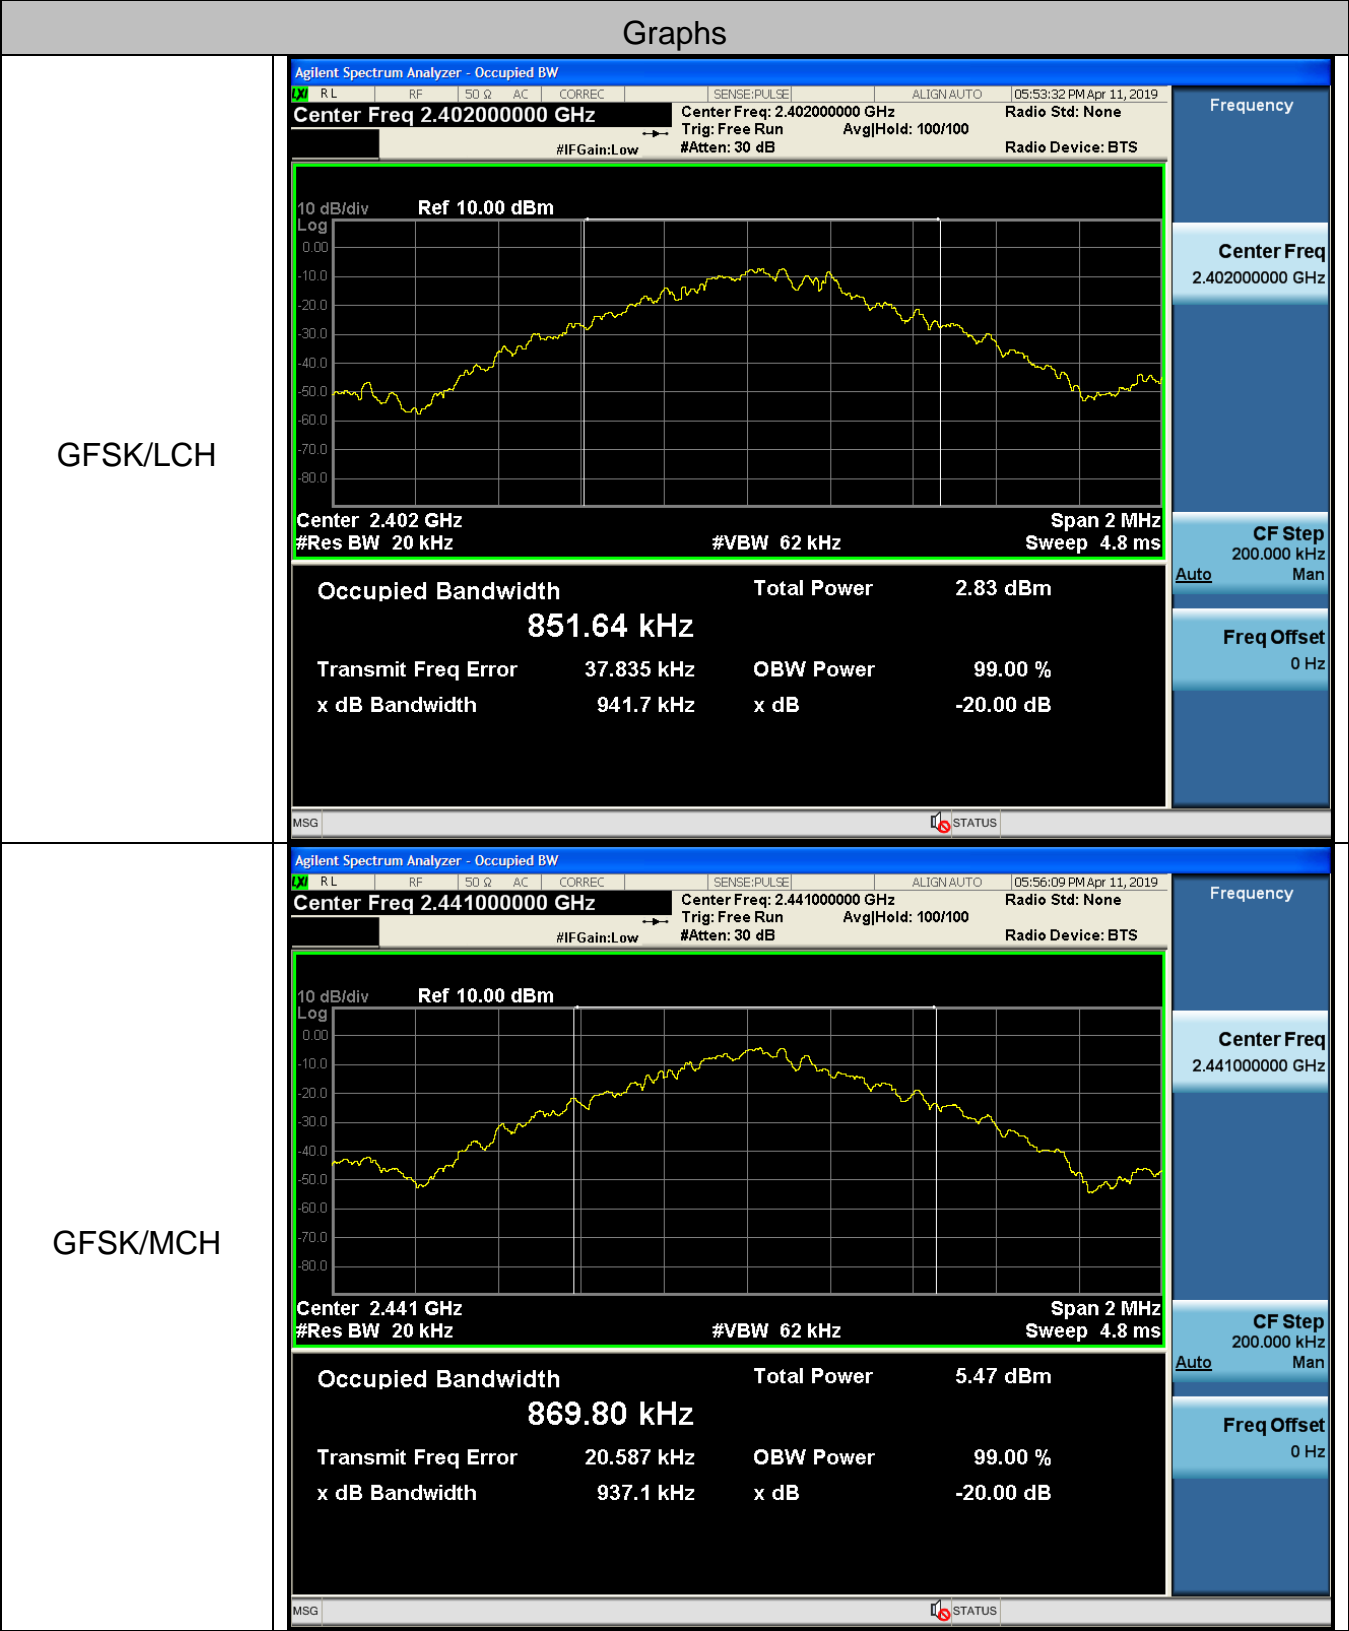 Graphs
GFSK/LCH
Agilent Spectrum Analyzer - Occupied BW
LXI RL RF 50 Ω AC CORREC SENSE:PULSE ALIGN AUTO 05:53:32 PM Apr 11, 2019
Center Freq 2.402000000 GHz
Center Freq: 2.402000000 GHz Radio Std: None
Trig: Free Run Avg|Hold: 100/100
#IFGain:Low #Atten: 30 dB Radio Device: BTS
Frequency
10 dB/div Ref 10.00 dBm
Log
0.00
-10.0
-20.0
-30.0
-40.0
-50.0
-60.0
-70.0
-80.0
Center 2.402 GHz Span 2 MHz
#Res BW 20 kHz #VBW 62 kHz Sweep 4.8 ms
Occupied Bandwidth Total Power 2.83 dBm
851.64 kHz
Transmit Freq Error 37.835 kHz OBW Power 99.00 %
x dB Bandwidth 941.7 kHz x dB -20.00 dB
Center Freq
2.402000000 GHz
CF Step
200.000 kHz
Auto Man
Freq Offset
0 Hz
MSG STATUS
GFSK/MCH
Agilent Spectrum Analyzer - Occupied BW
LXI RL RF 50 Ω AC CORREC SENSE:PULSE ALIGN AUTO 05:56:09 PM Apr 11, 2019
Center Freq 2.441000000 GHz
Center Freq: 2.441000000 GHz Radio Std: None
Trig: Free Run Avg|Hold: 100/100
#IFGain:Low #Atten: 30 dB Radio Device: BTS
Frequency
10 dB/div Ref 10.00 dBm
Log
0.00
-10.0
-20.0
-30.0
-40.0
-50.0
-60.0
-70.0
-80.0
Center 2.441 GHz Span 2 MHz
#Res BW 20 kHz #VBW 62 kHz Sweep 4.8 ms
Occupied Bandwidth Total Power 5.47 dBm
869.80 kHz
Transmit Freq Error 20.587 kHz OBW Power 99.00 %
x dB Bandwidth 937.1 kHz x dB -20.00 dB
Center Freq
2.441000000 GHz
CF Step
200.000 kHz
Auto Man
Freq Offset
0 Hz
MSG STATUS